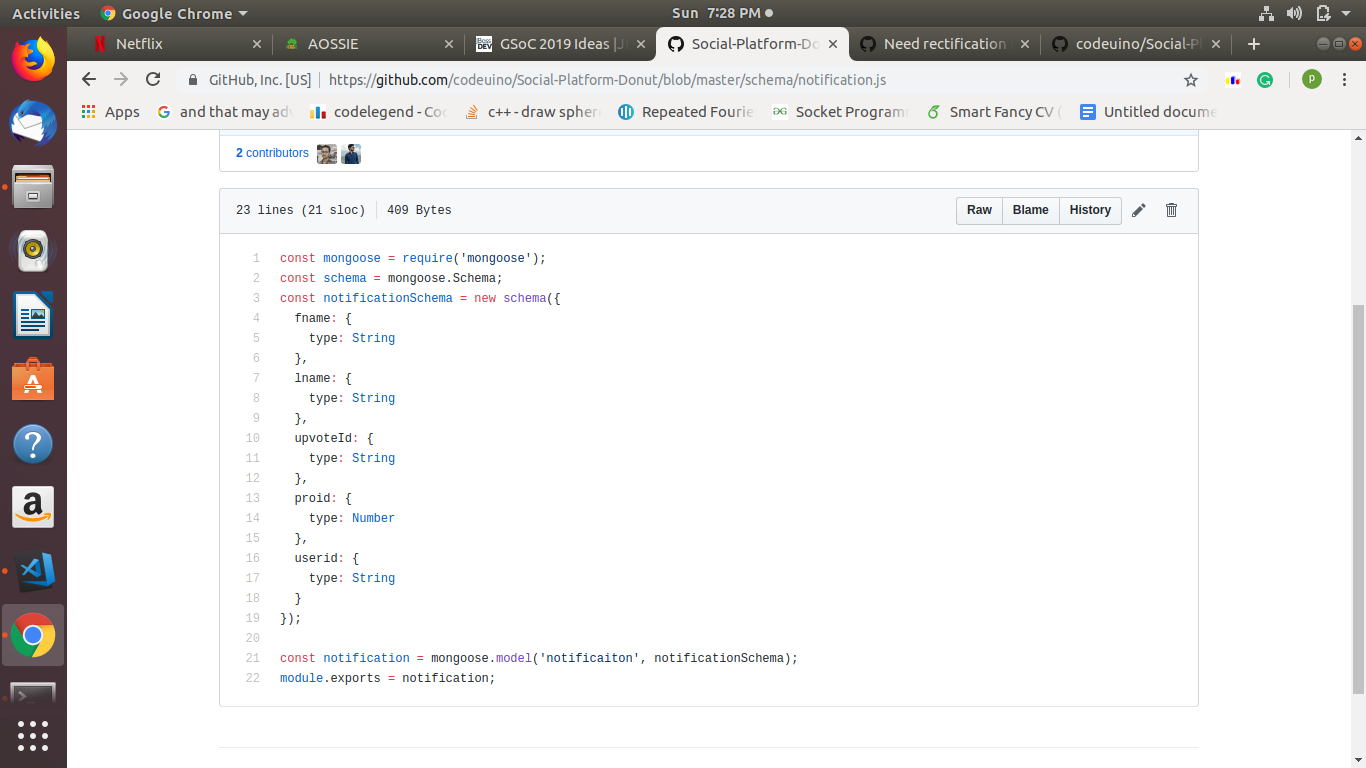 Activities
Google Chrome
Sun 7:28 PM
Netflix
AOSSIE
GSoC 2019 Ideas
Social-Platform-Do
Need rectification
codeuino/Social-Pl
GitHub, Inc. [US]
https://github.com/codeuino/Social-Platform-Donut/blob/master/schema/notification.js
p
Apps
and that may adv
codelegend - Coc
c++ - draw sphere
Repeated Fourie
Socket Programm
Smart Fancy CV (
Untitled docume
2 contributors
23 lines (21 sloc)
409 Bytes
Raw
Blame
History
1 const mongoose = require('mongoose');
2 const schema = mongoose.Schema;
3 const notificationSchema = new schema({
4 fname: {
5 type: String
6 },
7 lname: {
8 type: String
9 },
10 upvoteId: {
11 type: String
12 },
13 proid: {
14 type: Number
15 },
16 userid: {
17 type: String
18 }
19 });
20
21 const notification = mongoose.model('notificaiton', notificationSchema);
22 module.exports = notification;